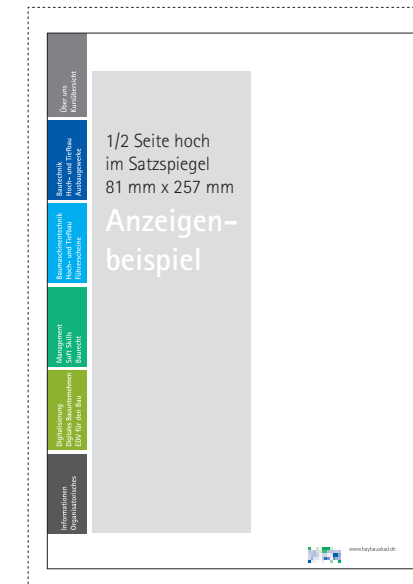 Über uns
Kursübersicht
Bautechnik
Hoch- und Tiefbau
Ausbaugewerke
Baumaschinentechnik
Hoch- und Tiefbau
Führerscheine
Management
Soft Skills
Baurecht
Digitalisierung
Digitales Bauunternehmen
EDV für den Bau
Informationen
Organisatorisches
1/2 Seite hoch
im Satzspiegel
81 mm x 257 mm
Anzeigen-
beispiel
www.baybauakad.de